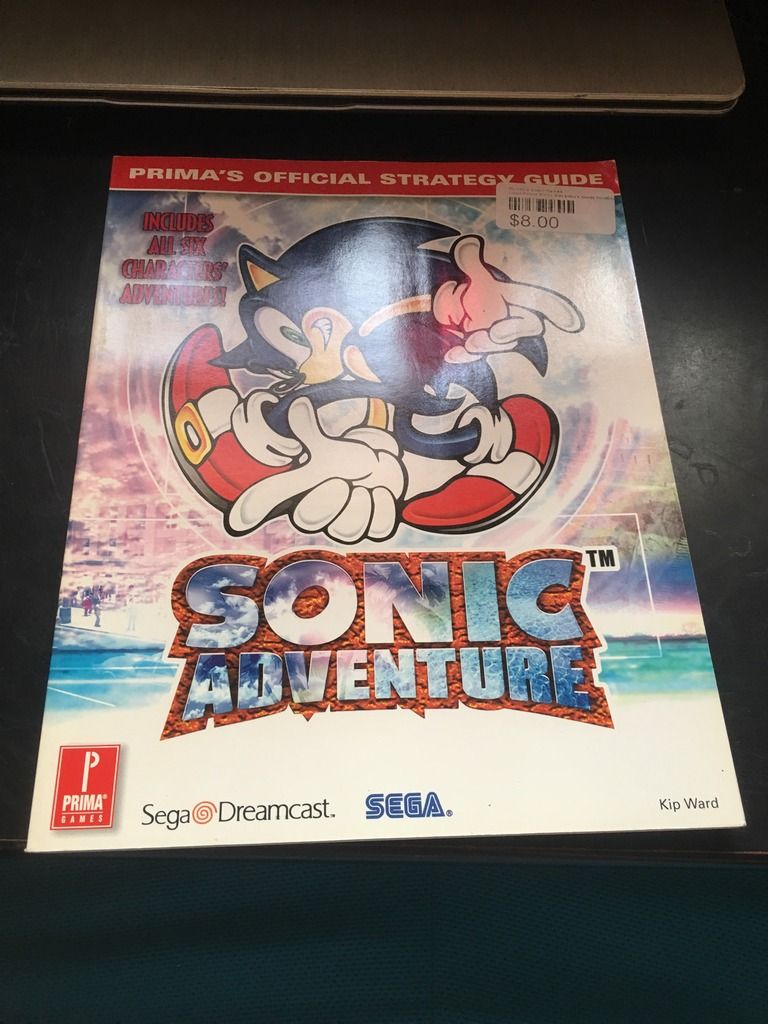 PRIMA'S OFFICIAL STRATEGY GUIDE
$8.00
INCLUDES
ALL SIX
CHARACTERS'
ADVENTURES!
SONIC™
ADVENTURE
P
PRIMA®
GAMES
Sega Dreamcast™
SEGA®
Kip Ward